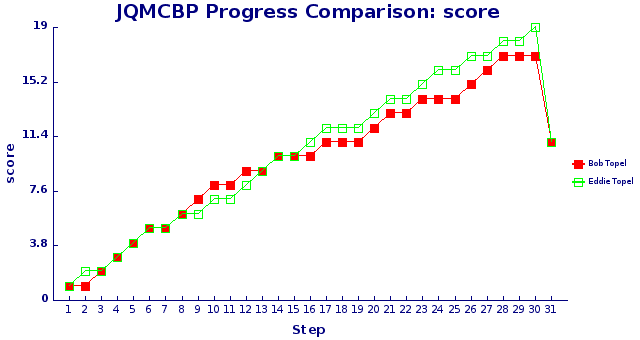 JQMCBP Progress Comparison: score
19
15.2
11.4
7.6
3.8
0
score
1 2 3 4 5 6 7 8 9 10 11 12 13 14 15 16 17 18 19 20 21 22 23 24 25 26 27 28 29 30 31
Step
Bob Topel
Eddie Topel